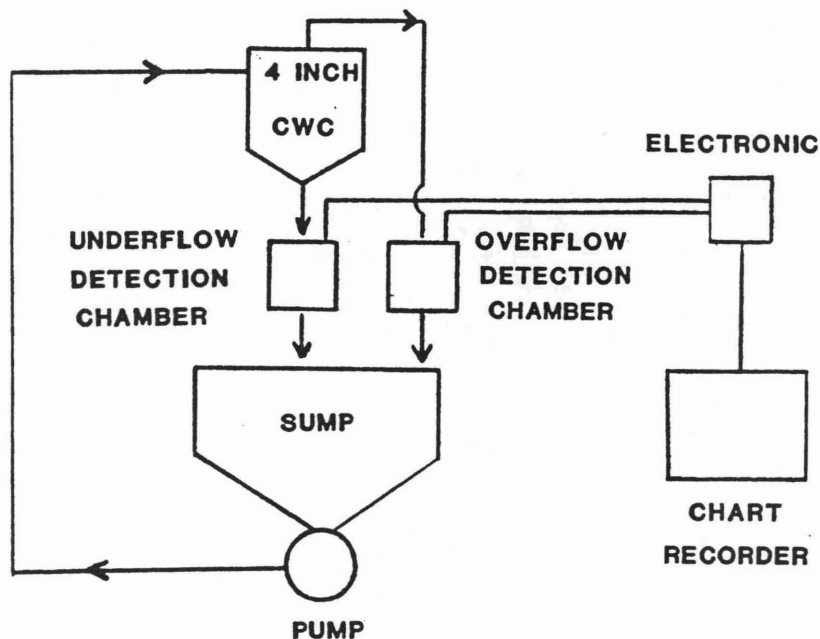 4 INCH
CWC
ELECTRONIC
UNDERFLOW
DETECTION
CHAMBER
OVERFLOW
DETECTION
CHAMBER
SUMP
CHART
RECORDER
PUMP